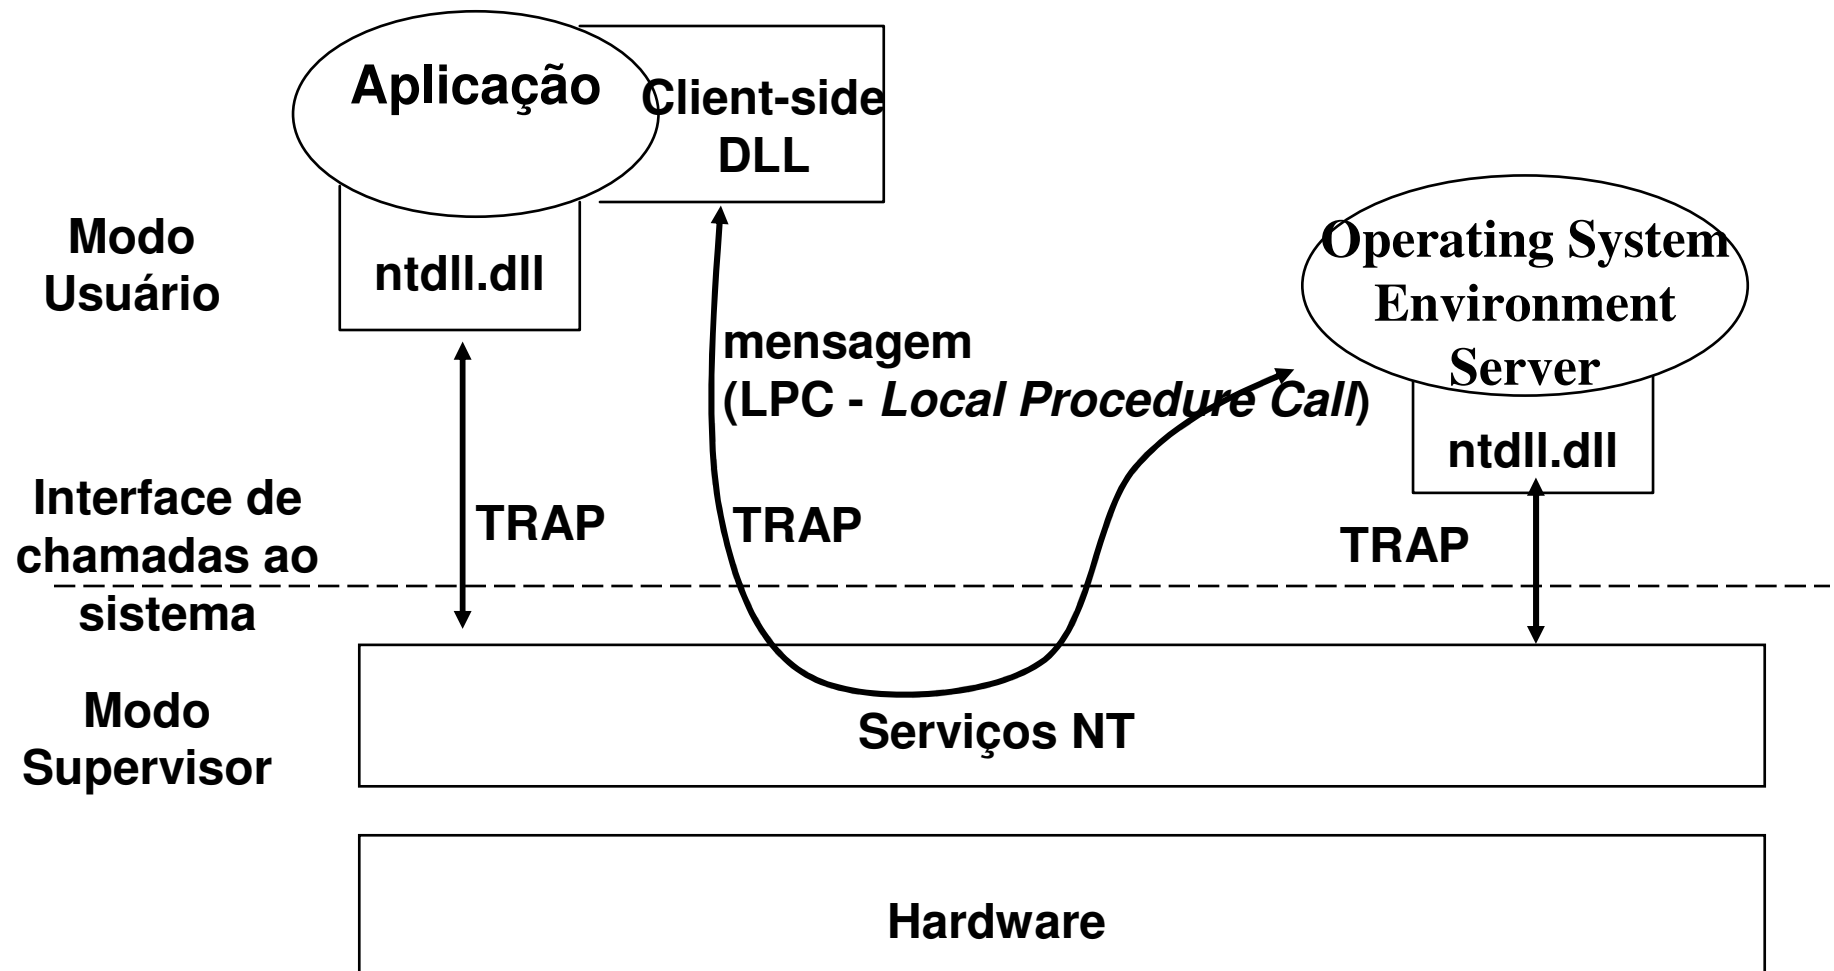 Aplicação
Client-side
DLL
Modo
Usuário
ntdll.dll
Operating System
Environment
Server
mensagem
(LPC - Local Procedure Call)
ntdll.dll
Interface de
chamadas ao
sistema
TRAP
TRAP
TRAP
Modo
Supervisor
Serviços NT
Hardware